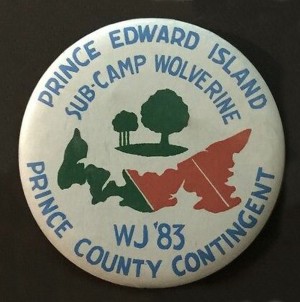 PRINCE EDWARD ISLAND
SUB-CAMP WOLVERINE
WJ '83
PRINCE COUNTY CONTINGENT